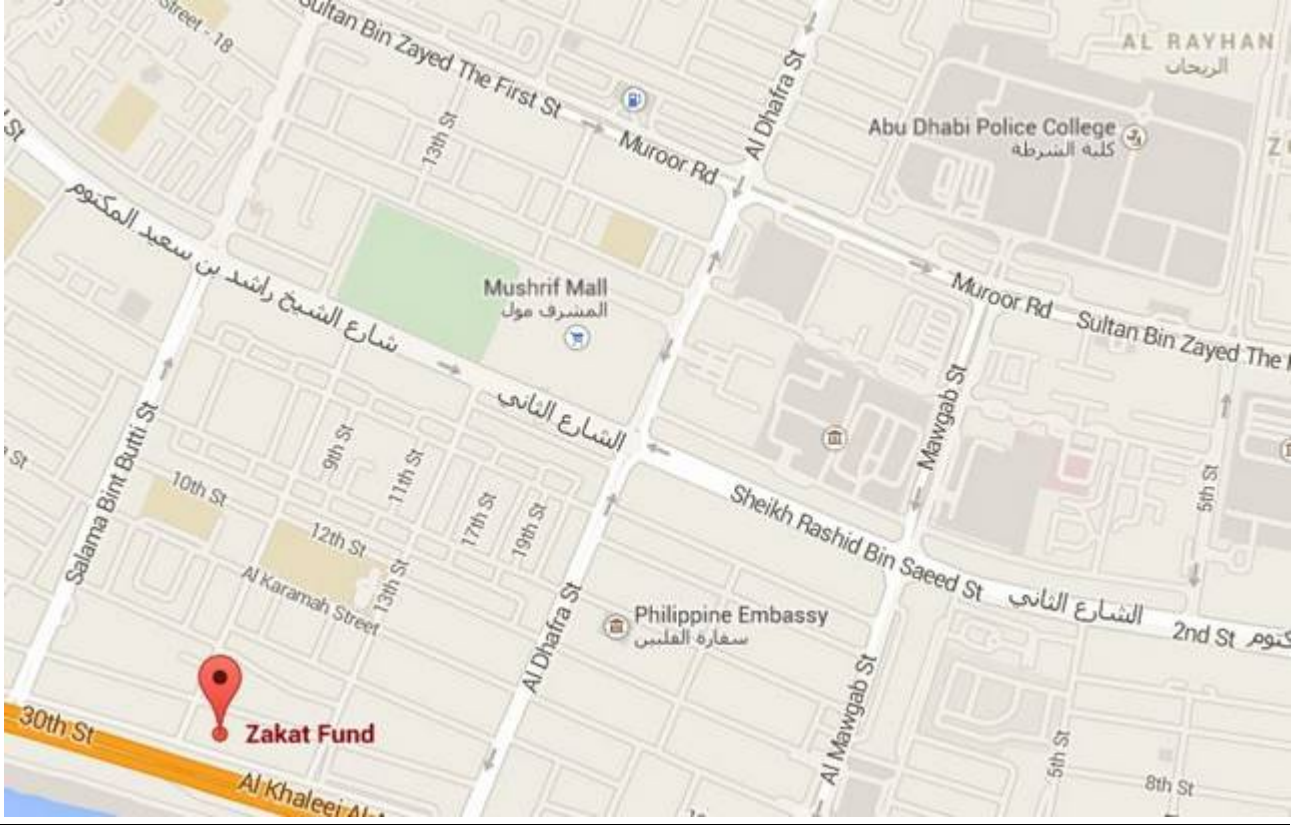 Street - 18
Sultan Bin Zayed The First St
Al Dhafra St
AL RAYHAN
الريحان
St
13th St
Muroor Rd
Abu Dhabi Police College
كلية الشرطة
شارع الشيخ راشد بن سعيد المكتوم
Mushrif Mall
المشرف مول
Muroor Rd
Sultan Bin Zayed The
الشارع الثاني
Mawgab St
Salama Bint Butti St
St
9th St
10th St
11th St
17th St
19th St
12th St
13th St
Al Karamah Street
Sheikh Rashid Bin Saeed St
5th St
الشارع الثاني
2nd St
Al Dhafra St
Philippine Embassy
سفارة الفلبين
Al Mawgab St
Zakat Fund
30th St
Al Khaleej Al
5th St
8th St